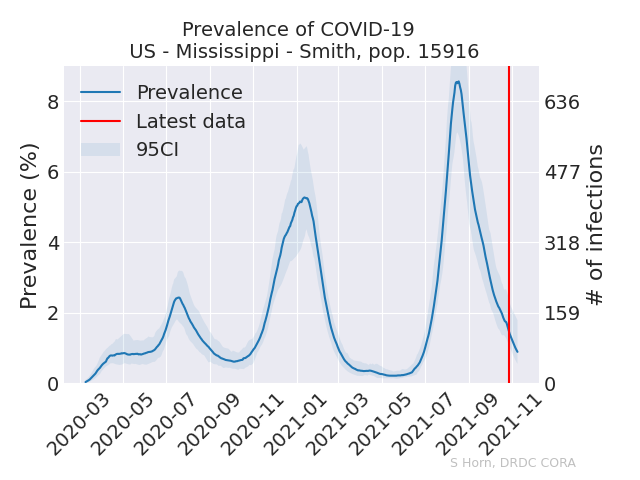 Prevalence of COVID-19
US - Mississippi - Smith, pop. 15916
Prevalence (%)
8
6
4
2
0
Prevalence
Latest data
95CI
636
477
318
159
0
# of infections
2020-03
2020-05
2020-07
2020-09
2020-11
2021-01
2021-03
2021-05
2021-07
2021-09
2021-11
S Horn, DRDC CORA